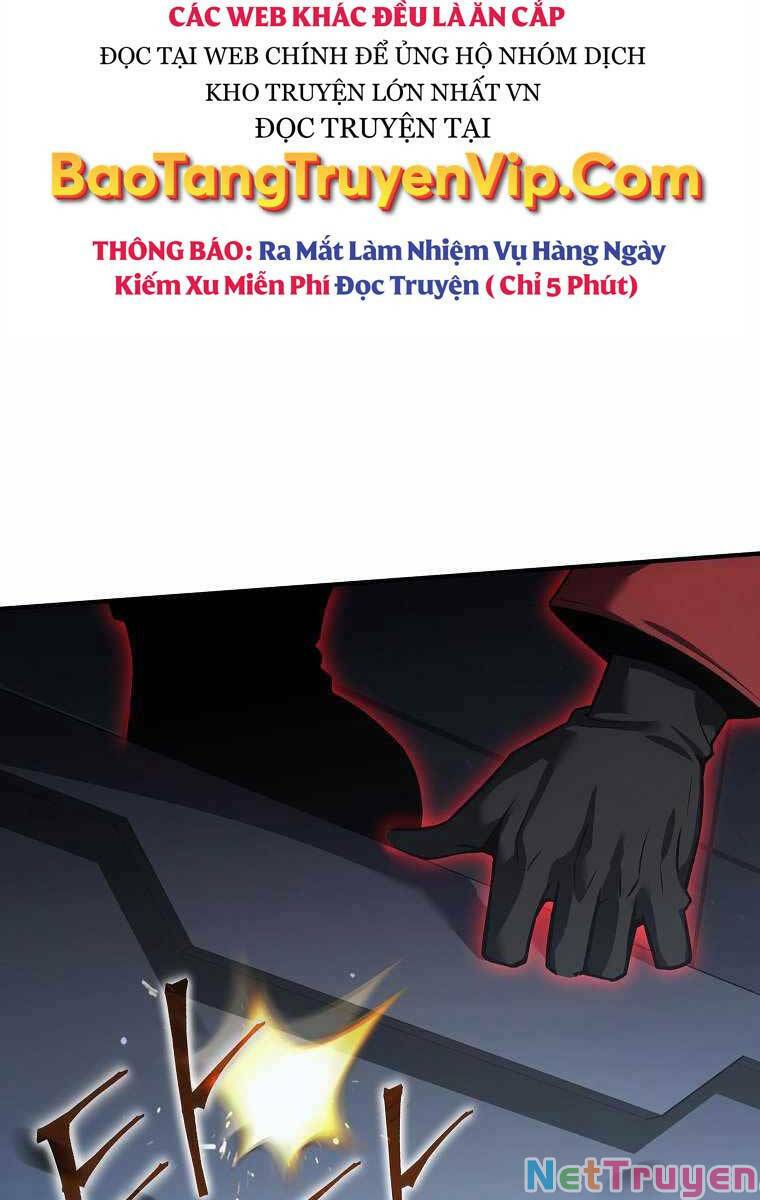 CÁC WEB KHÁC ĐỀU LÀ ĂN CẮP
ĐỌC TẠI WEB CHÍNH ĐỂ ỦNG HỘ NHÓM DỊCH
KHO TRUYỆN LỚN NHẤT VN
ĐỌC TRUYỆN TẠI
BaoTangTruyenVip.Com
THÔNG BÁO: Ra Mắt Làm Nhiệm Vụ Hàng Ngày
Kiếm Xu Miễn Phí Đọc Truyện ( Chỉ 5 Phút)
NetTruyen